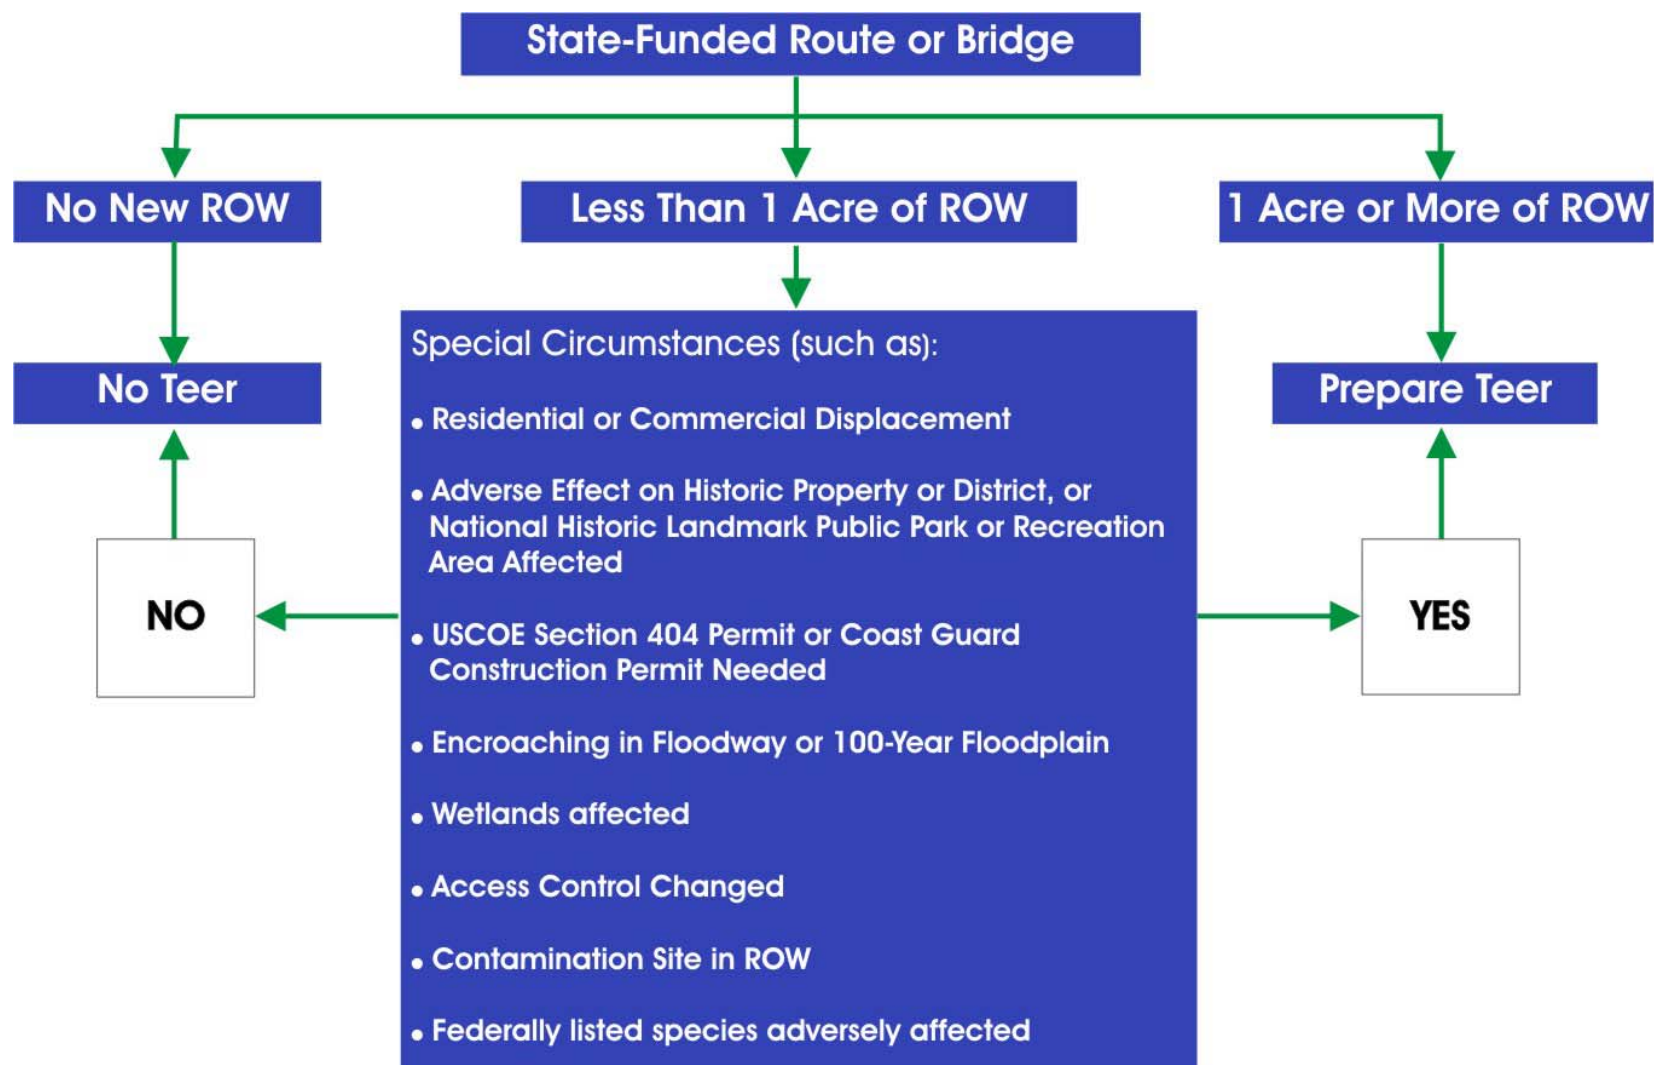 State-Funded Route or Bridge
No New ROW
Less Than 1 Acre of ROW
1 Acre or More of ROW
No Teer
Prepare Teer
NO
YES
Special Circumstances (such as):
• Residential or Commercial Displacement
• Adverse Effect on Historic Property or District, or
National Historic Landmark Public Park or Recreation
Area Affected
• USCOE Section 404 Permit or Coast Guard
Construction Permit Needed
• Encroaching in Floodway or 100-Year Floodplain
• Wetlands affected
• Access Control Changed
• Contamination Site in ROW
• Federally listed species adversely affected